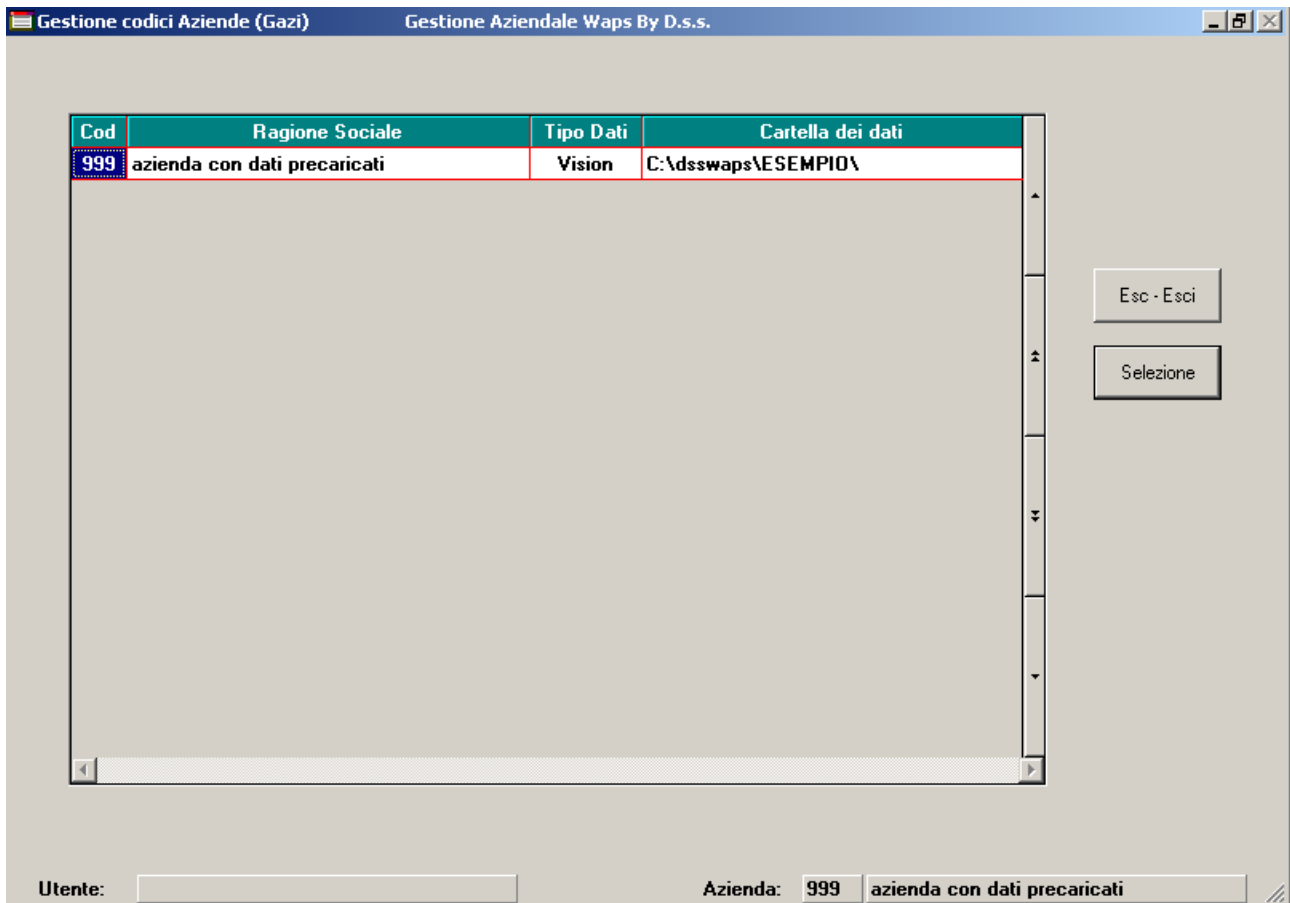 Gestione codici Aziende (Gazi) Gestione Aziendale Waps By D.s.s.
Cod Ragione Sociale Tipo Dati Cartella dei dati
999 azienda con dati precaricati Vision C:\dsswaps\ESEMPIO\
Esc - Esci
Selezione
Utente: Azienda: 999 azienda con dati precaricati